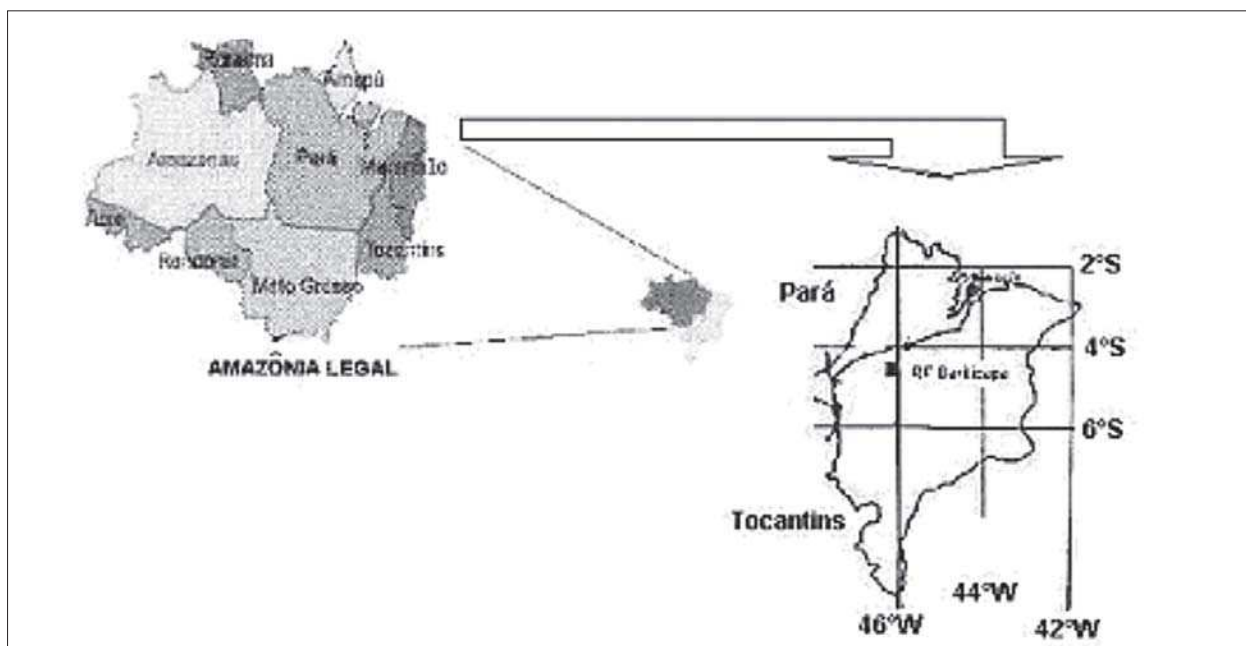 Roraima
Amapá
Amazonas
Pará
Maranhão
Acre
Rondônia
Tocantins
Mato Grosso
AMAZÔNIA LEGAL
2°S
Pará
4°S
6°S
Tocantins
44°W
46°W
42°W